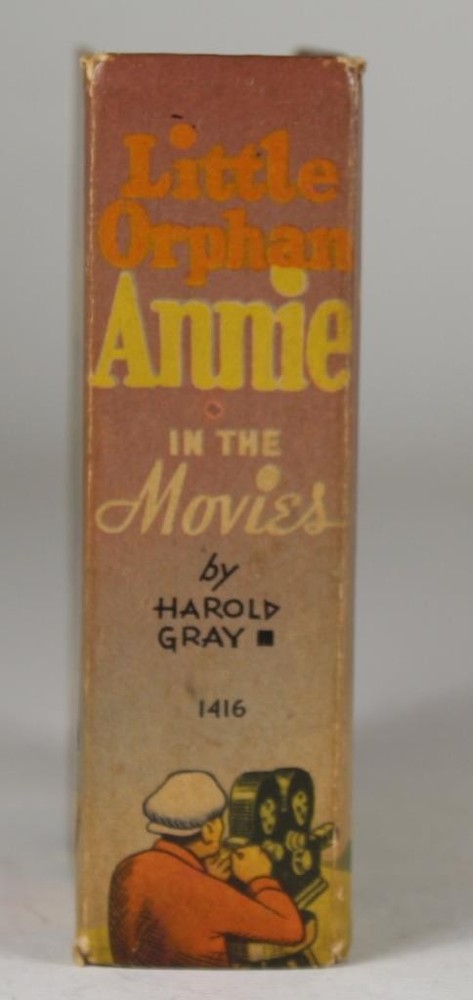 Little
Orphan
Annie
IN THE
Movies
by
HAROLD
GRAY ■
1416